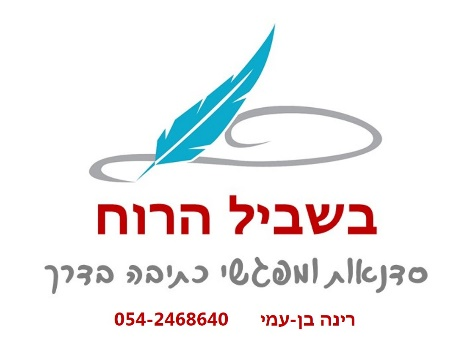 בשביל הרוח
סדנאות ומפגשי כתיבה בדרך
רינה בן-עמי 054-2468640